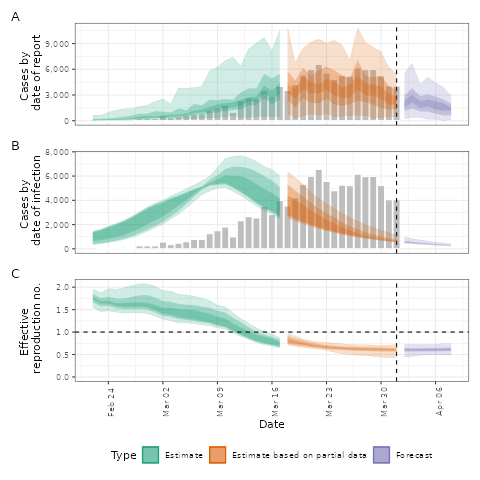 A
Cases by
date of report
9,000
6,000
3,000
0
B
Cases by
date of infection
8,000
6,000
4,000
2,000
0
C
Effective
reproduction no.
2.0
1.5
1.0
0.5
0.0
Feb 24
Mar 02
Mar 09
Mar 16
Mar 23
Mar 30
Apr 06
Date
Type
Estimate
Estimate based on partial data
Forecast